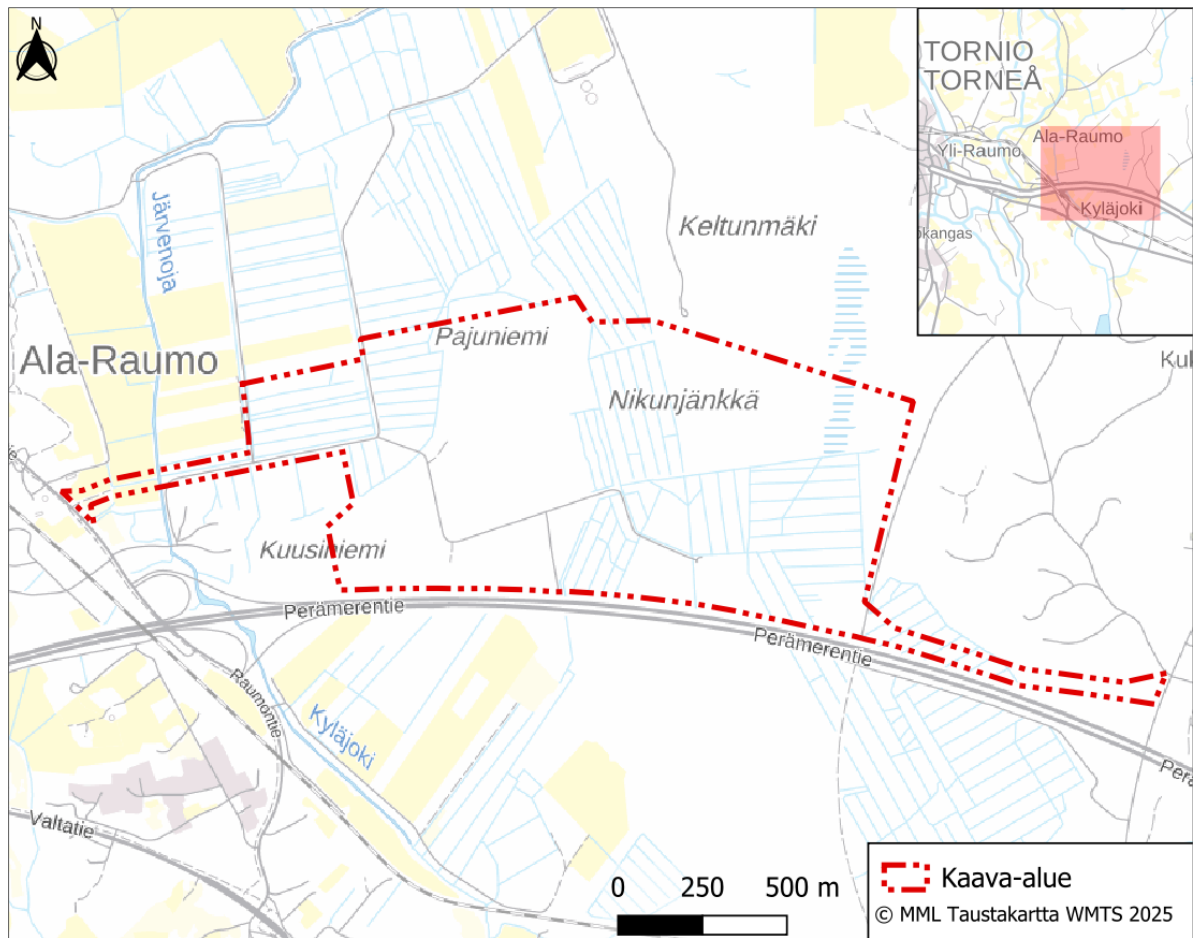 N
TORNIO
TORNEÅ
Ala-Raumo
Yli-Raumo
Kyläjoki
okangas
Järvenoja
Keltunmäki
Pajuniemi
Ala-Raumo
Nikunjänkkä
Kuusiniemi
Perämerentie
Perämerentie
Raumontie
Kyläjoki
Valtatie
0 250 500 m
Kaava-alue
© MML Taustakartta WMTS 2025